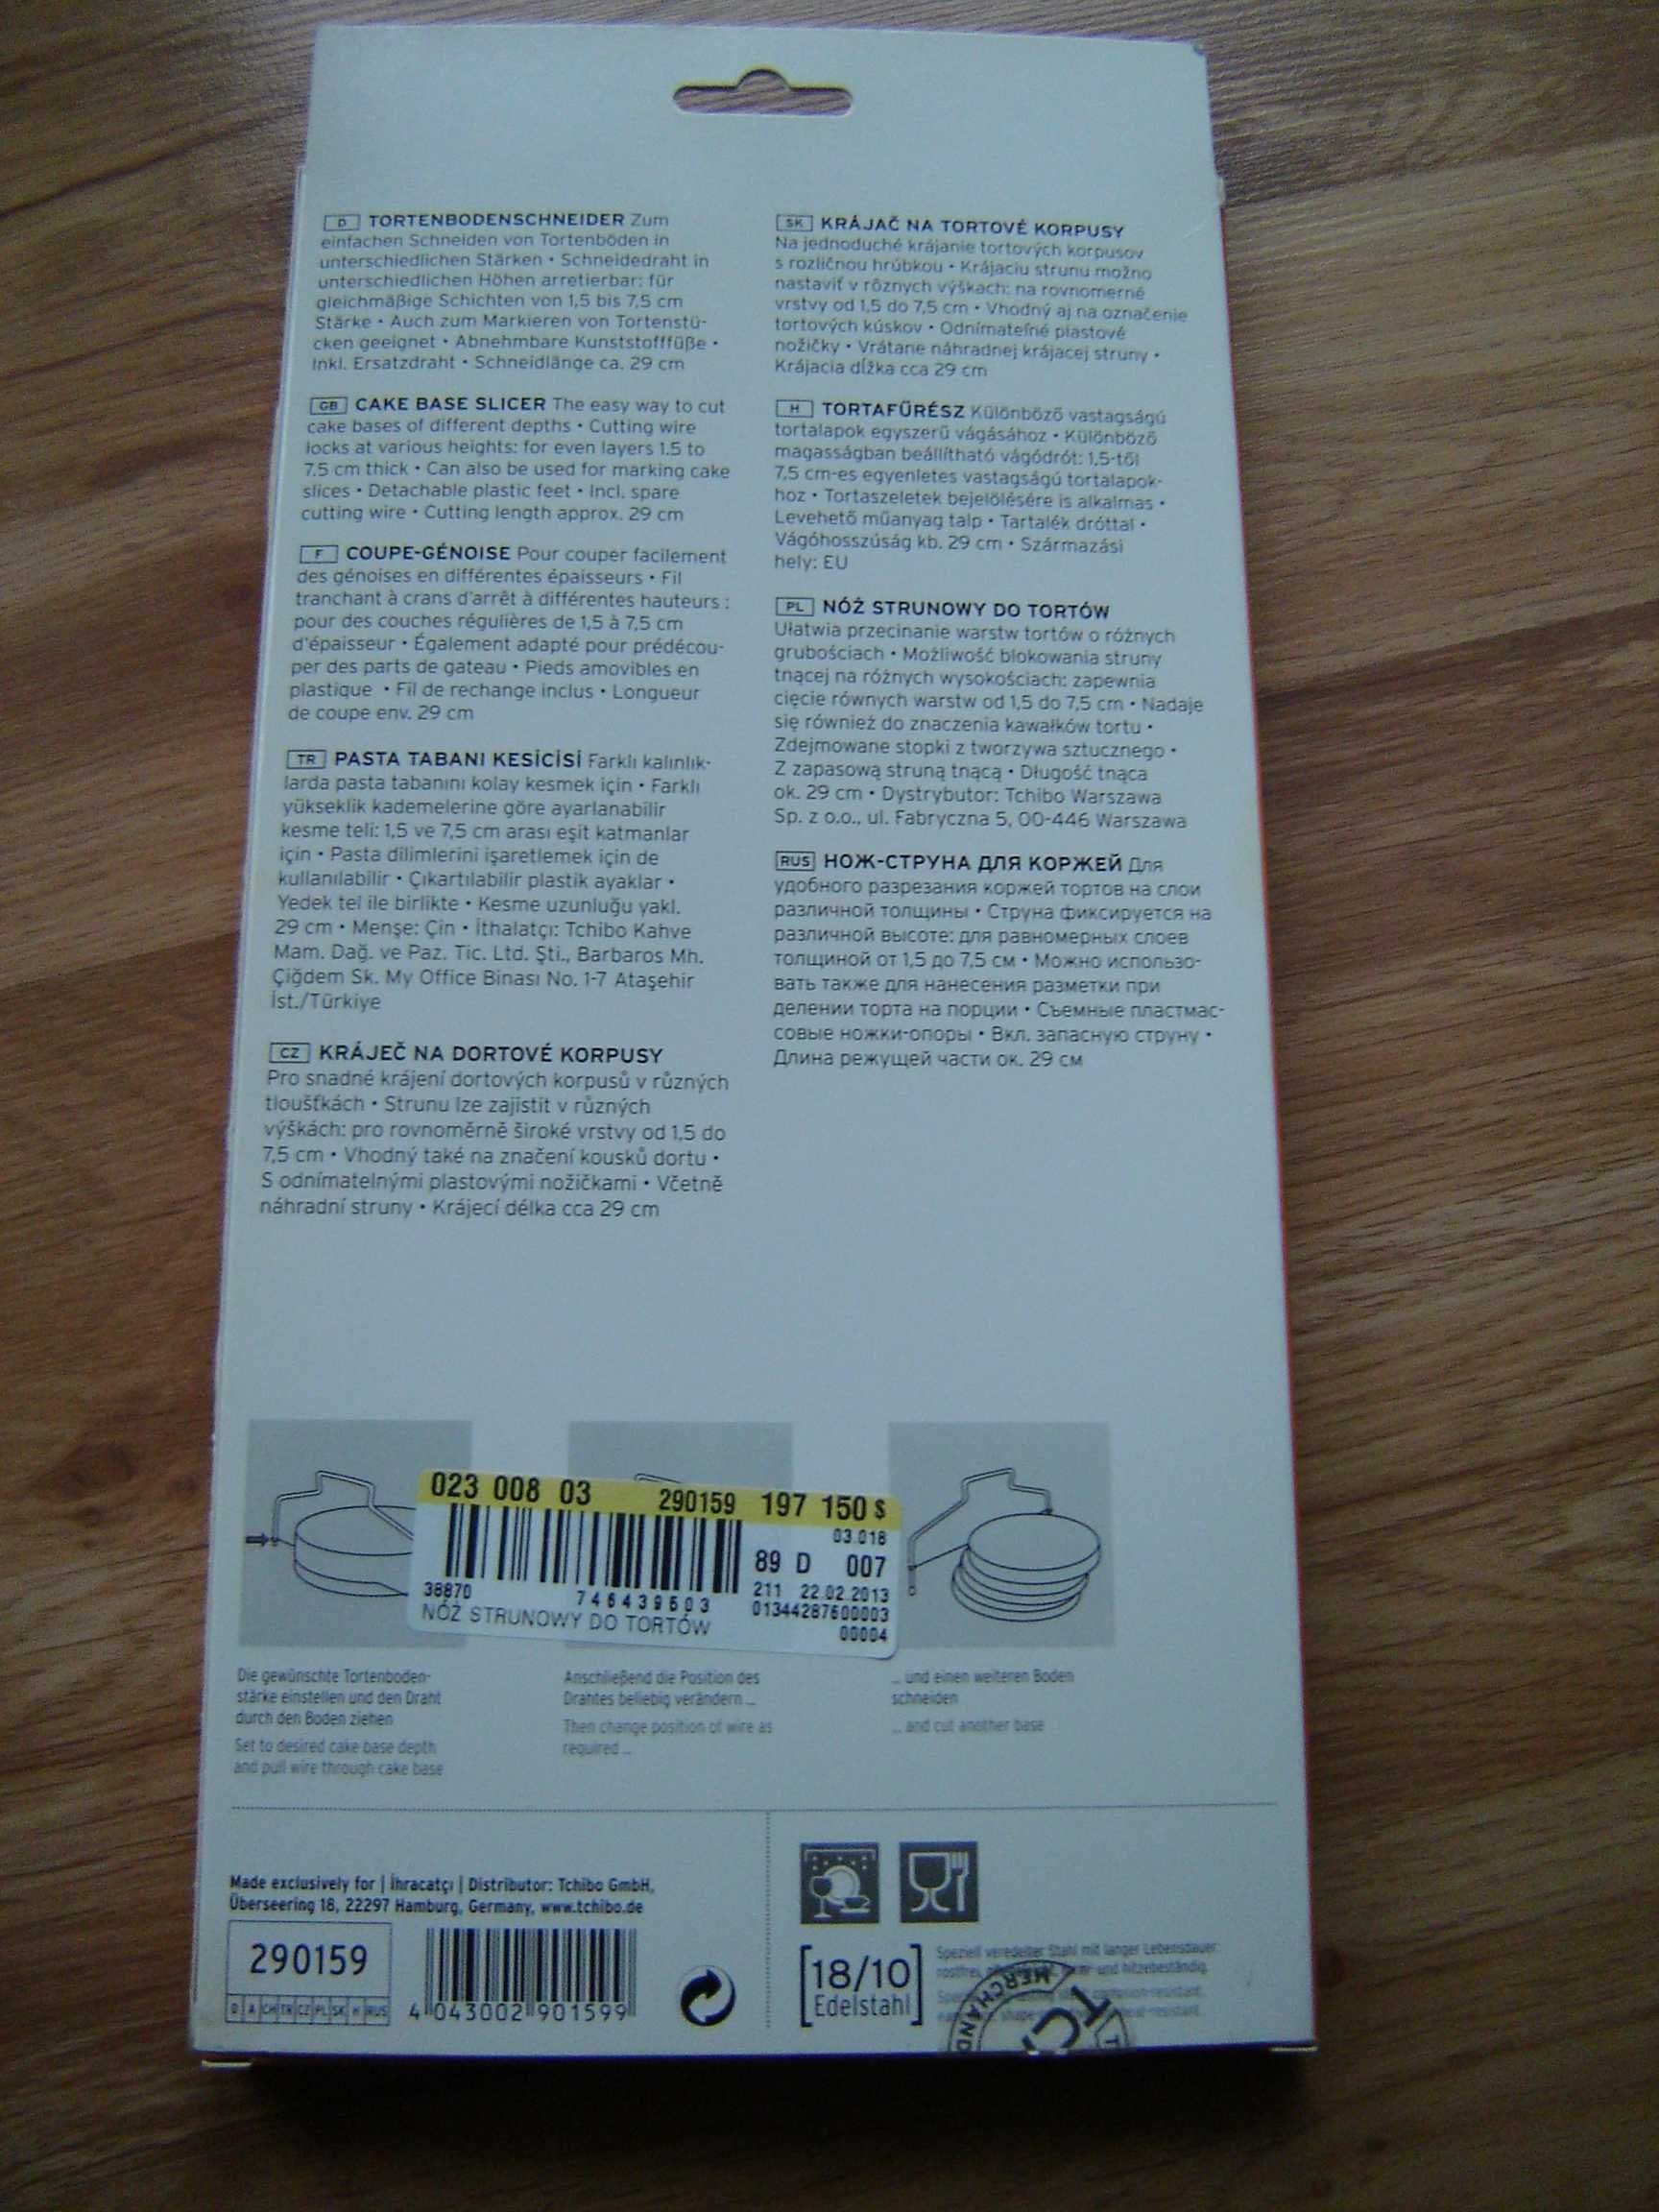 D TORTENBODENSCHNEIDER Zum
einfachen Schneiden von Tortenböden in
unterschiedlichen Stärken • Schneidedraht in
unterschiedlichen Höhen arretierbar: für
gleichmäßige Schichten von 1,5 bis 7,5 cm
Stärke • Auch zum Markieren von Tortenstü-
cken geeignet • Abnehmbare Kunststofffüße •
Inkl. Ersatzdraht • Schneidlänge ca. 29 cm
GB CAKE BASE SLICER The easy way to cut
cake bases of different depths • Cutting wire
locks at various heights: for even layers 1.5 to
7.5 cm thick • Can also be used for marking cake
slices • Detachable plastic feet • Incl. spare
cutting wire • Cutting length approx. 29 cm
F COUPE-GÉNOISE Pour couper facilement
des génoises en différentes épaisseurs • Fil
tranchant à crans d'arrêt à différentes hauteurs :
pour des couches régulières de 1,5 à 7,5 cm
d'épaisseur • Également adapté pour prédécou-
per des parts de gateau • Pieds amovibles en
plastique • Fil de rechange inclus • Longueur
de coupe env. 29 cm
TR PASTA TABANI KESİCİSİ Farklı kalınlık-
larda pasta tabanını kolay kesmek için • Farklı
yükseklik kademelerine göre ayarlanabilir
kesme teli: 1,5 ve 7,5 cm arası eşit katmanlar
için • Pasta dilimlerini işaretlemek için de
kullanılabilir • Çıkartılabilir plastik ayaklar •
Yedek tel ile birlikte • Kesme uzunluğu yakl.
29 cm • Menşe: Çin • İthalatçı: Tchibo Kahve
Mam. Dağ. ve Paz. Tic. Ltd. Şti., Barbaros Mh.
Çiğdem Sk. My Office Binası No. 1-7 Ataşehir
İst./Türkiye
CZ KRÁJEČ NA DORTOVÉ KORPUSY
Pro snadné krájení dortových korpusů v různých
tloušťkách • Strunu lze zajistit v různých
výškách: pro rovnoměrně široké vrstvy od 1,5 do
7,5 cm • Vhodný také na značení kousků dortu •
S odnímatelnými plastovými nožičkami • Včetně
náhradní struny • Krájecí délka cca 29 cm
SK KRÁJAČ NA TORTOVÉ KORPUSY
Na jednoduché krájanie tortových korpusov
s rozličnou hrúbkou • Krájaciu strunu možno
nastaviť v rôznych výškach: na rovnomerné
vrstvy od 1,5 do 7,5 cm • Vhodný aj na označenie
tortových kúskov • Odnímateľné plastové
nožičky • Vrátane náhradnej krájacej struny •
Krájacia dĺžka cca 29 cm
H TORTAFŰRÉSZ Különböző vastagságú
tortalapok egyszerű vágásához • Különböző
magasságban beállítható vágódrót: 1,5-től
7,5 cm-es egyenletes vastagságú tortalapok-
hoz • Tortaszeletek bejelölésére is alkalmas •
Levehető műanyag talp • Tartalék dróttal •
Vágóhosszúság kb. 29 cm • Származási
hely: EU
PL NÓŻ STRUNOWY DO TORTÓW
Ułatwia przecinanie warstw tortów o różnych
grubościach • Możliwość blokowania struny
tnącej na różnych wysokościach: zapewnia
cięcie równych warstw od 1,5 do 7,5 cm • Nadaje
się również do znaczenia kawałków tortu •
Zdejmowane stopki z tworzywa sztucznego •
Z zapasową struną tnącą • Długość tnąca
ok. 29 cm • Dystrybutor: Tchibo Warszawa
Sp. z o.o., ul. Fabryczna 5, 00-446 Warszawa
RUS НОЖ-СТРУНА ДЛЯ КОРЖЕЙ Для
удобного разрезания коржей тортов на слои
различной толщины • Струна фиксируется на
различной высоте: для равномерных слоев
толщиной от 1,5 до 7,5 см • Можно использо-
вать также для нанесения разметки при
делении торта на порции • Съемные пластмас-
совые ножки-опоры • Вкл. запасную струну •
Длина режущей части ок. 29 см
023 008 03 290159 197 150 $
03.018
89 D 007
211 22.02.2013
38870 746439603
01344287600003
NÓŻ STRUNOWY DO TORTÓW
00004
Die gewünschte Tortenboden-
stärke einstellen und den Draht
durch den Boden ziehen
Set to desired cake base depth
and pull wire through cake base
Anschließend die Position des
Drahtes beliebig verändern ...
Then change position of wire as
required ...
... und einen weiteren Boden
schneiden
... and cut another base
Made exclusively for | İhracatçı | Distributor: Tchibo GmbH,
Überseering 18, 22297 Hamburg, Germany, www.tchibo.de
290159
D A CH TR CZ PL SK H RUS
4 043002 901599
18/10
Edelstahl
Speziell veredelter Stahl mit langer Lebensdauer:
rostfrei, und hitzebeständig
MERCHAND
TC